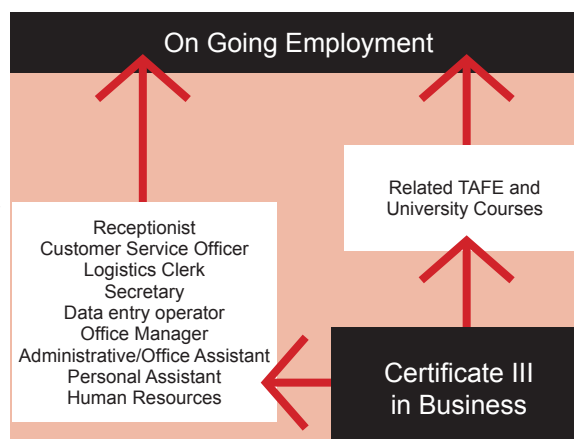 On Going Employment
Related TAFE and
University Courses
Receptionist
Customer Service Officer
Logistics Clerk
Secretary
Data entry operator
Office Manager
Administrative/Office Assistant
Personal Assistant
Human Resources
Certificate III
in Business